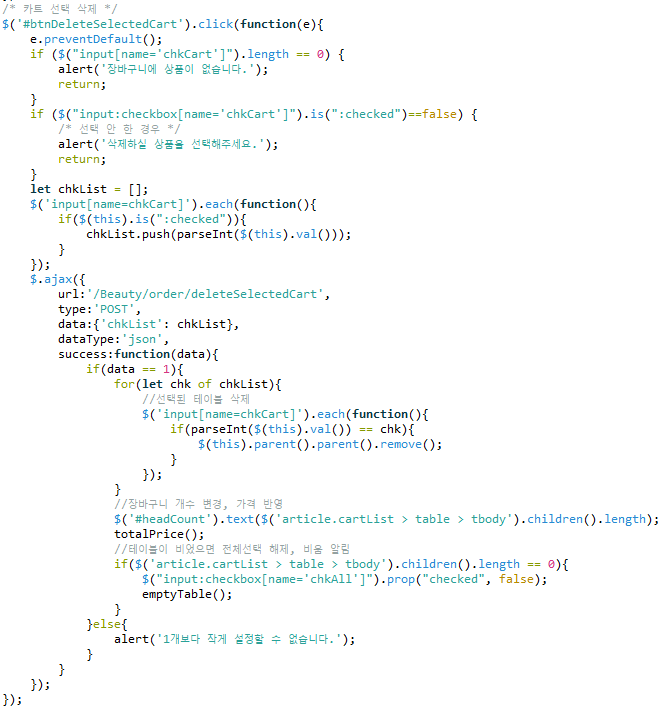 /* 카트 선택 삭제 */
$('#btnDeleteSelectedCart').click(function(e){
    e.preventDefault();
    if ($("input[name='chkCart']").length == 0) {
        alert('장바구니에 상품이 없습니다.');
        return;
    }
    if ($("input:checkbox[name='chkCart']").is(":checked")==false) {
        /* 선택 안 한 경우 */
        alert('삭제하실 상품을 선택해주세요.');
        return;
    }
    let chkList = [];
    $('input[name=chkCart]').each(function(){
        if($(this).is(":checked")){
            chkList.push(parseInt($(this).val()));
        }
    });
    $.ajax({
        url:'/Beauty/order/deleteSelectedCart',
        type:'POST',
        data:{'chkList': chkList},
        dataType:'json',
        success:function(data){
            if(data == 1){
                for(let chk of chkList){
                    //선택된 테이블 삭제
                    $('input[name=chkCart]').each(function(){
                        if(parseInt($(this).val()) == chk){
                            $(this).parent().parent().remove();
                        }
                    });
                }
                //장바구니 개수 변경, 가격 반영
                $('#headCount').text($('article.cartList > table > tbody').children().length);
                totalPrice();
                //테이블이 비었으면 전체선택 해제, 비움 알림
                if($('article.cartList > table > tbody').children().length == 0){
                    $("input:checkbox[name='chkAll']").prop("checked", false);
                    emptyTable();
                }
            }else{
                alert('1개보다 작게 설정할 수 없습니다.');
            }
        }
    });
});